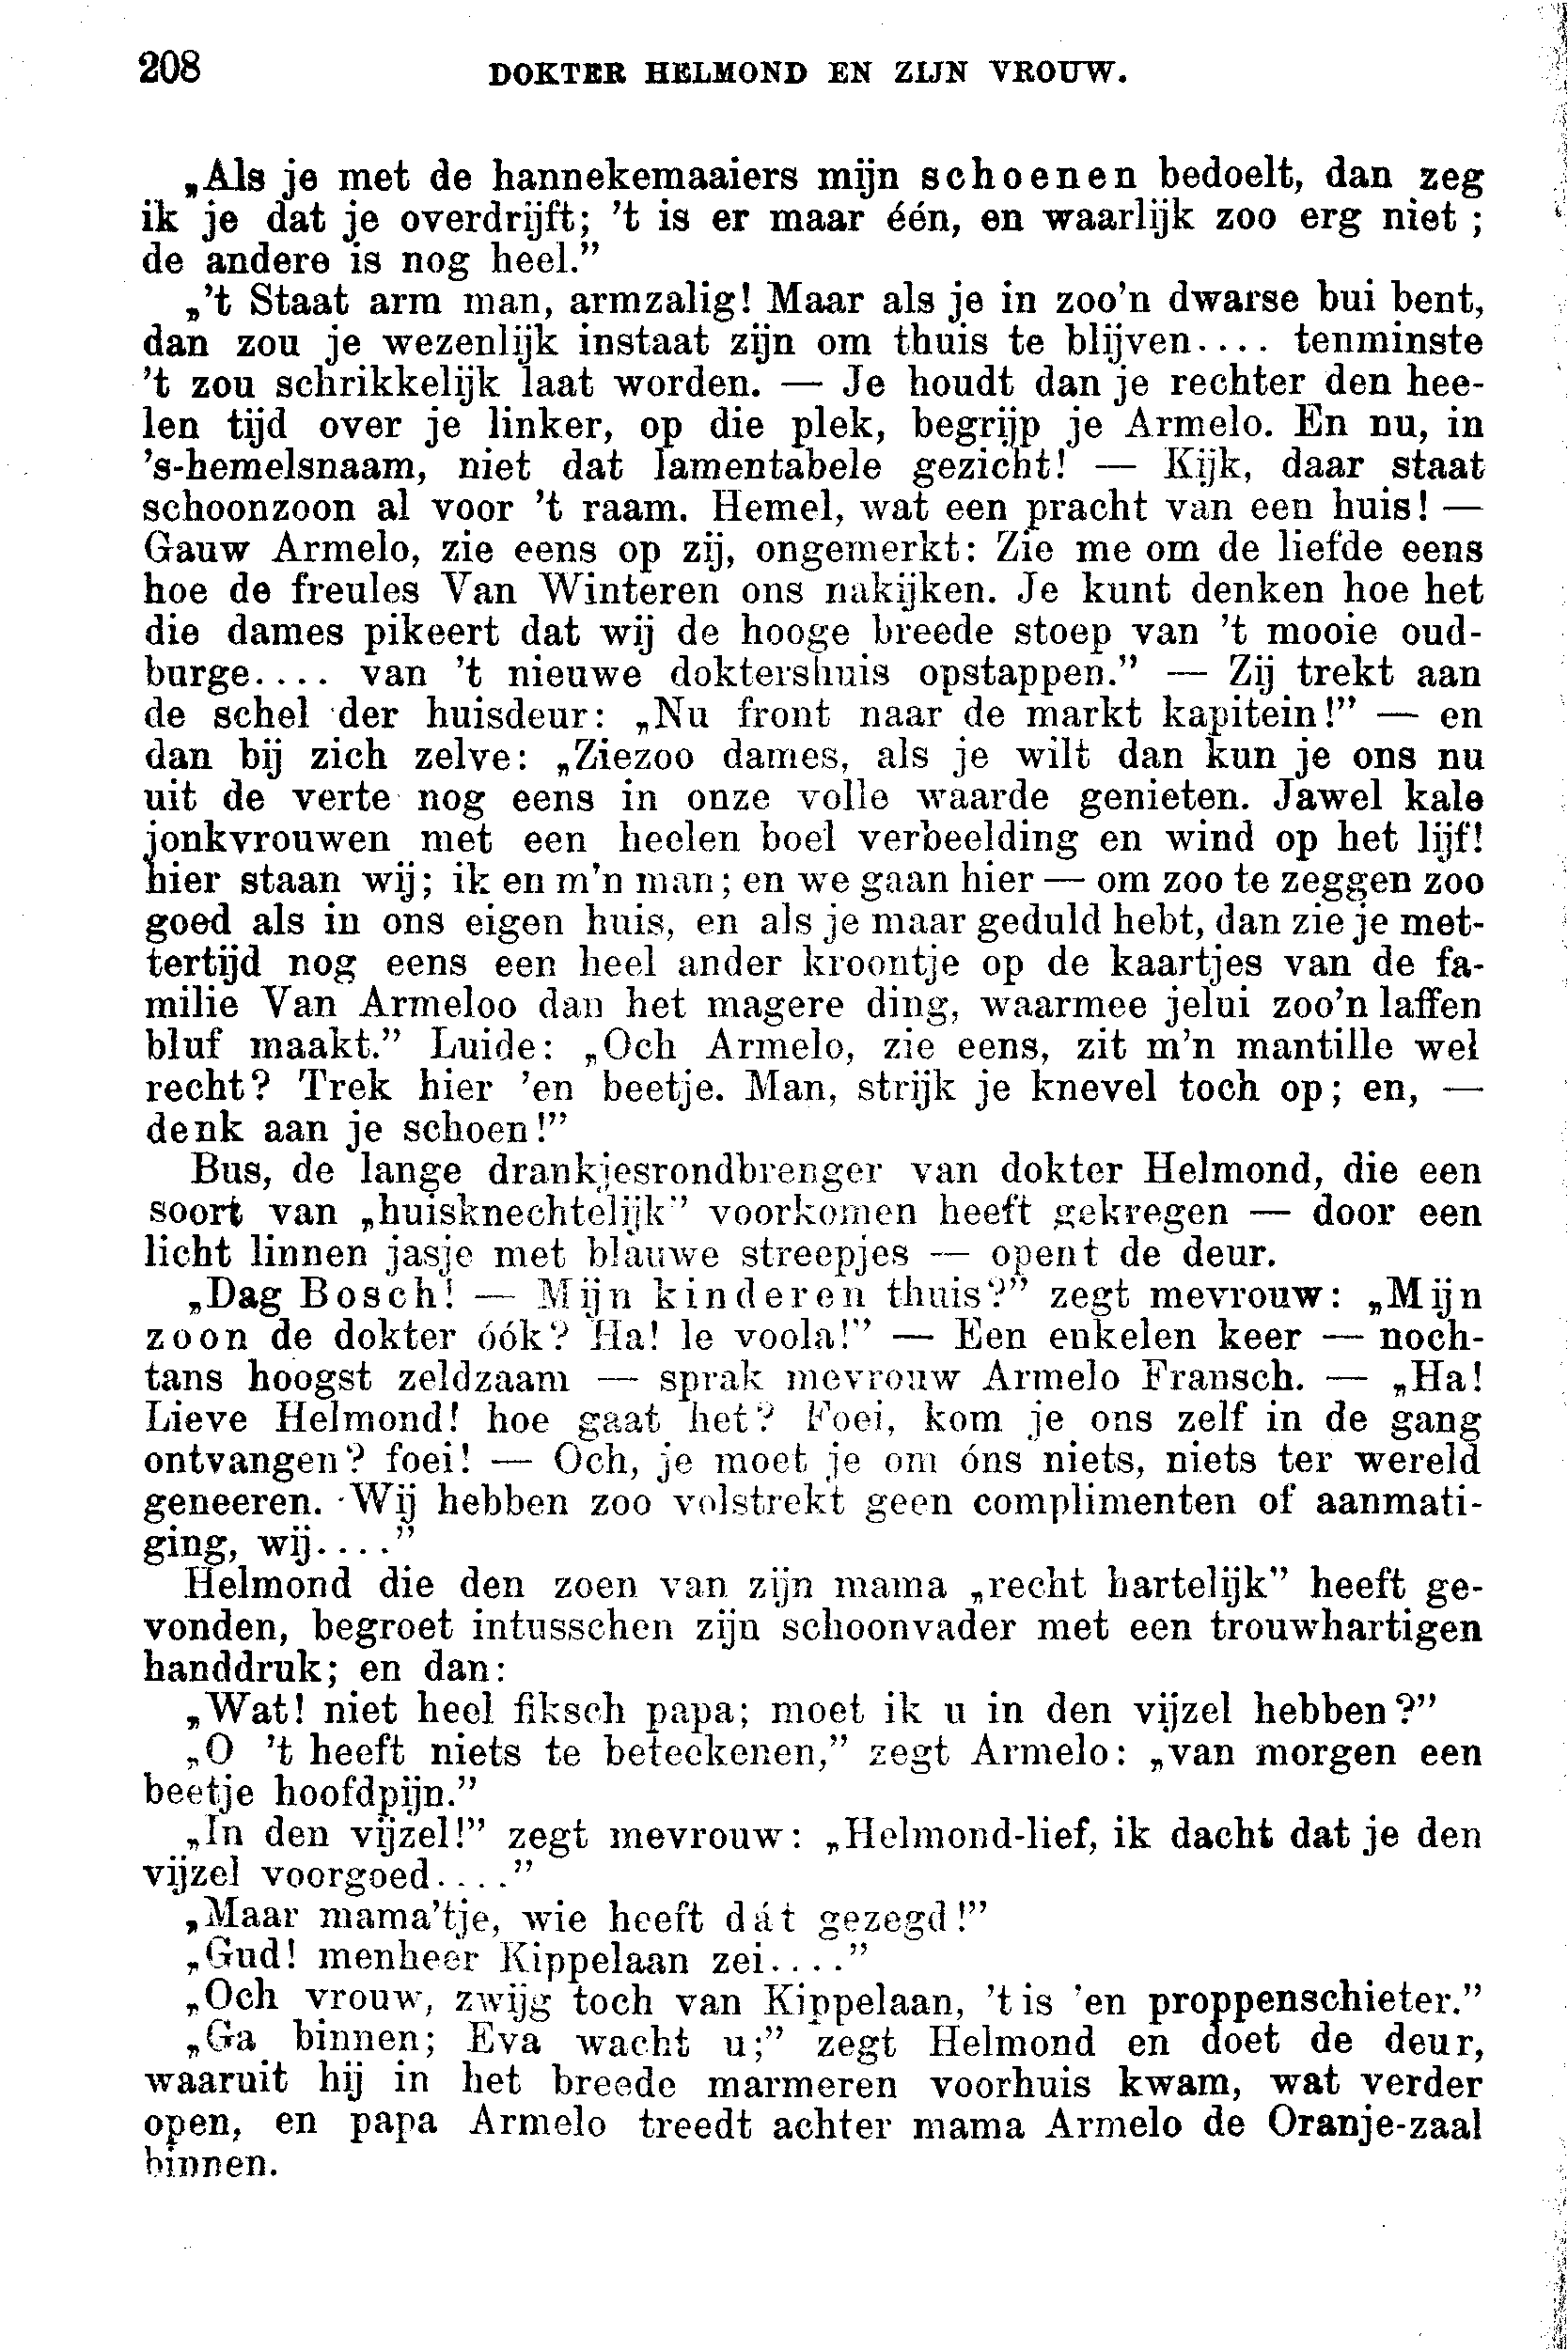 208 DOKTER HELMOND EN ZIJN VROUW.
„Als je met de hannekemaaiers mijn schoenen bedoelt, dan zeg
ik je dat je overdrijft; 't is er maar één, en waarlijk zoo erg niet;
de andere is nog heel.”
„'t Staat arm man, armzalig! Maar als je in zoo'n dwarse bui bent,
dan zou je wezenlijk instaat zijn om thuis te blijven.... tenminste
't zou schrikkelijk laat worden. — Je houdt dan je rechter den hee-
len tijd over je linker, op die plek, begrijp je Armelo. En nu, in
's-hemelsnaam, niet dat lamentabele gezicht! — Kijk, daar staat
schoonzoon al voor 't raam. Hemel, wat een pracht van een huis! —
Gauw Armelo, zie eens op zij, ongemerkt: Zie me om de liefde eens
hoe de freules Van Winteren ons nakijken. Je kunt denken hoe het
die dames pikeert dat wij de hooge breede stoep van 't mooie oud-
burge.... van 't nieuwe doktershuis opstappen.” — Zij trekt aan
de schel der huisdeur: „Nu front naar de markt kapitein!” — en
dan bij zich zelve: „Ziezoo dames, als je wilt dan kun je ons nu
uit de verte nog eens in onze volle waarde genieten. Jawel kale
jonkvrouwen met een heelen boel verbeelding en wind op het lijf!
hier staan wij; ik en m'n man; en we gaan hier — om zoo te zeggen zoo
goed als in ons eigen huis, en als je maar geduld hebt, dan zie je met-
tertijd nog eens een heel ander kroontje op de kaartjes van de fa-
milie Van Armeloo dan het magere ding, waarmee jelui zoo'n laffen
bluf maakt.” Luide: „Och Armelo, zie eens, zit m'n mantille wel
recht? Trek hier 'en beetje. Man, strijk je knevel toch op; en, —
denk aan je schoen!”
Bus, de lange drankjesrondbrenger van dokter Helmond, die een
soort van „huisknechtelijk” voorkomen heeft gekregen — door een
licht linnen jasje met blauwe streepjes — opent de deur.
„Dag Bosch! — Mijn kinderen thuis?” zegt mevrouw: „Mijn
zoon de dokter óók? Ha! le voola!” — Een enkelen keer — noch-
tans hoogst zeldzaam — sprak mevrouw Armelo Fransch. — „Ha!
Lieve Helmond! hoe gaat het? Foei, kom je ons zelf in de gang
ontvangen? foei! — Och, je moet je om óns niets, niets ter wereld
geneeren. Wij hebben zoo volstrekt geen complimenten of aanmati-
ging, wij....”
Helmond die den zoen van zijn mama „recht hartelijk” heeft ge-
vonden, begroet intusschen zijn schoonvader met een trouwhartigen
handdruk; en dan:
„Wat! niet heel fiksch papa; moet ik u in den vijzel hebben?”
„O 't heeft niets te beteekenen,” zegt Armelo: „van morgen een
beetje hoofdpijn.”
„In den vijzel!” zegt mevrouw: „Helmond-lief, ik dacht dat je den
vijzel voorgoed....”
„Maar mama'tje, wie heeft dát gezegd!”
„Gud! menheer Kippelaan zei....”
„Och vrouw, zwijg toch van Kippelaan, 't is 'en proppenschieter.”
„Ga binnen; Eva wacht u;” zegt Helmond en doet de deur,
waaruit hij in het breede marmeren voorhuis kwam, wat verder
open, en papa Armelo treedt achter mama Armelo de Oranje-zaal
binnen.